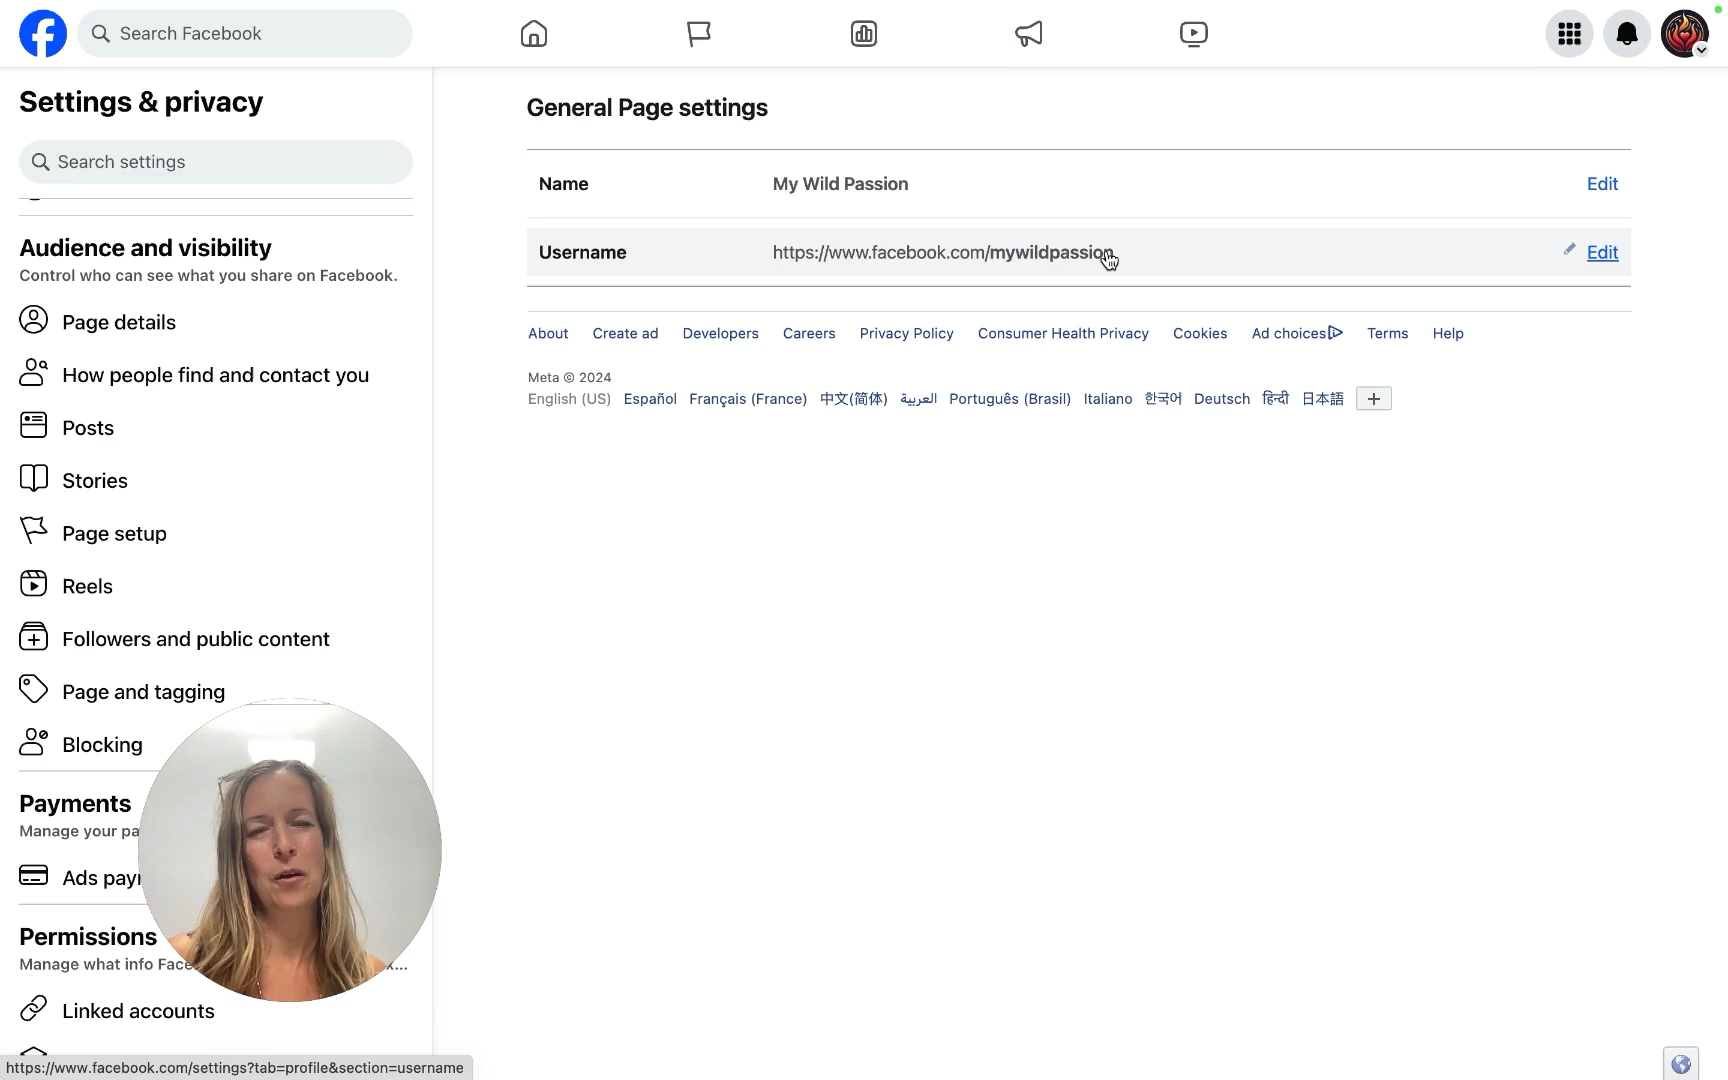 Search Facebook
Settings & privacy
Search settings
Audience and visibility
Control who can see what you share on Facebook.
Page details
How people find and contact you
Posts
Stories
Page setup
Reels
Followers and public content
Page and tagging
Blocking
Payments
Manage your pa
Ads payr
Permissions
Manage what info Face x...
Linked accounts
https://www.facebook.com/settings?tab=profile&section=username
General Page settings
Name My Wild Passion Edit
Username https://www.facebook.com/mywildpassion Edit
About Create ad Developers Careers Privacy Policy Consumer Health Privacy Cookies Ad choices Terms Help
Meta © 2024
English (US) Español Français (France) 中文(简体) العربية Português (Brasil) Italiano 한국어 Deutsch हिन्दी 日本語